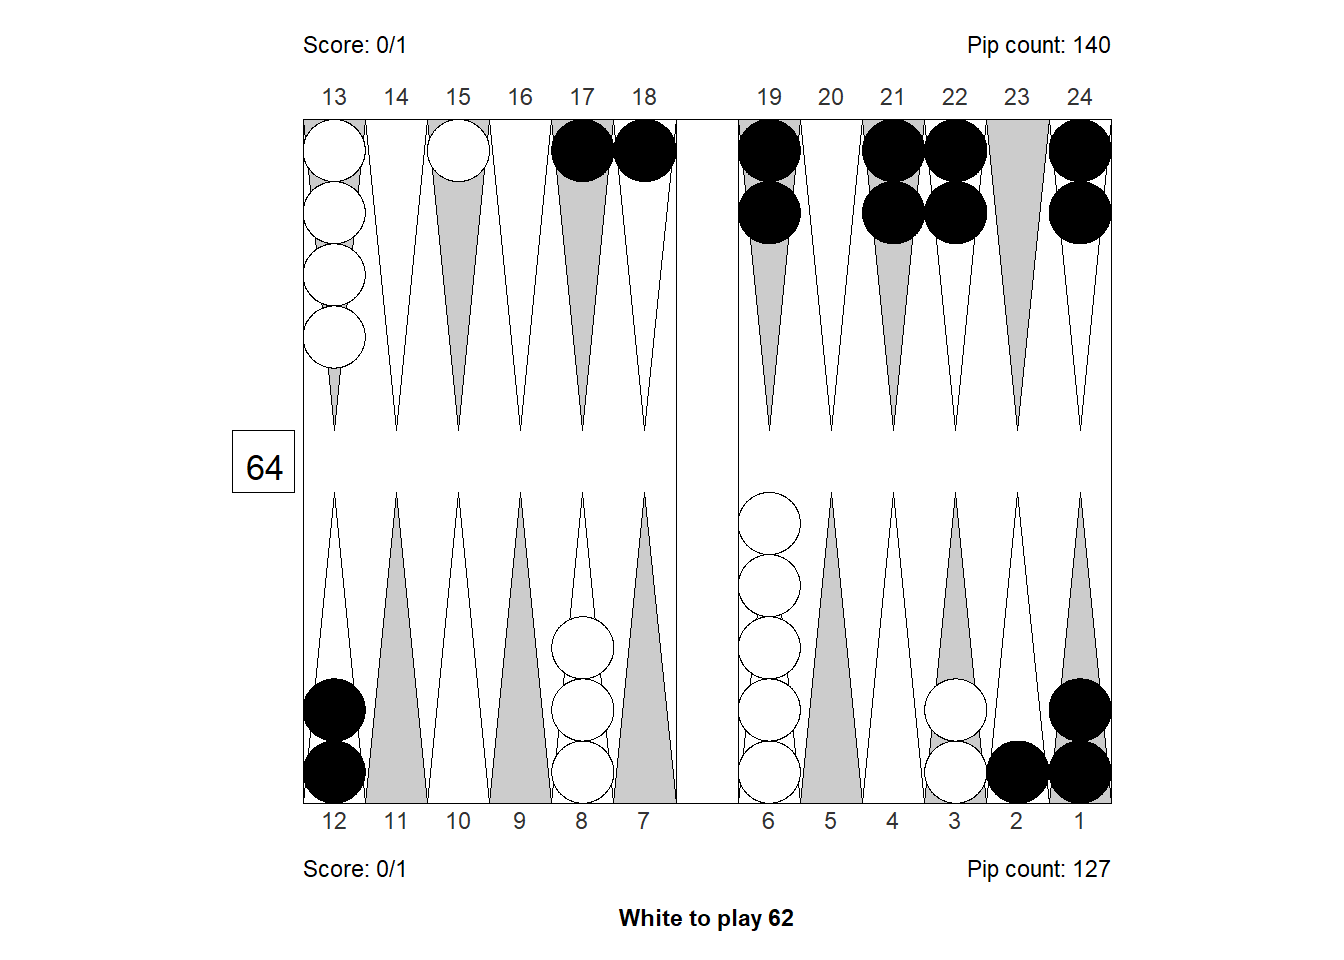 Score: 0/1 Pip count: 140
13 14 15 16 17 18 19 20 21 22 23 24
64
12 11 10 9 8 7 6 5 4 3 2 1
Score: 0/1 Pip count: 127
White to play 62